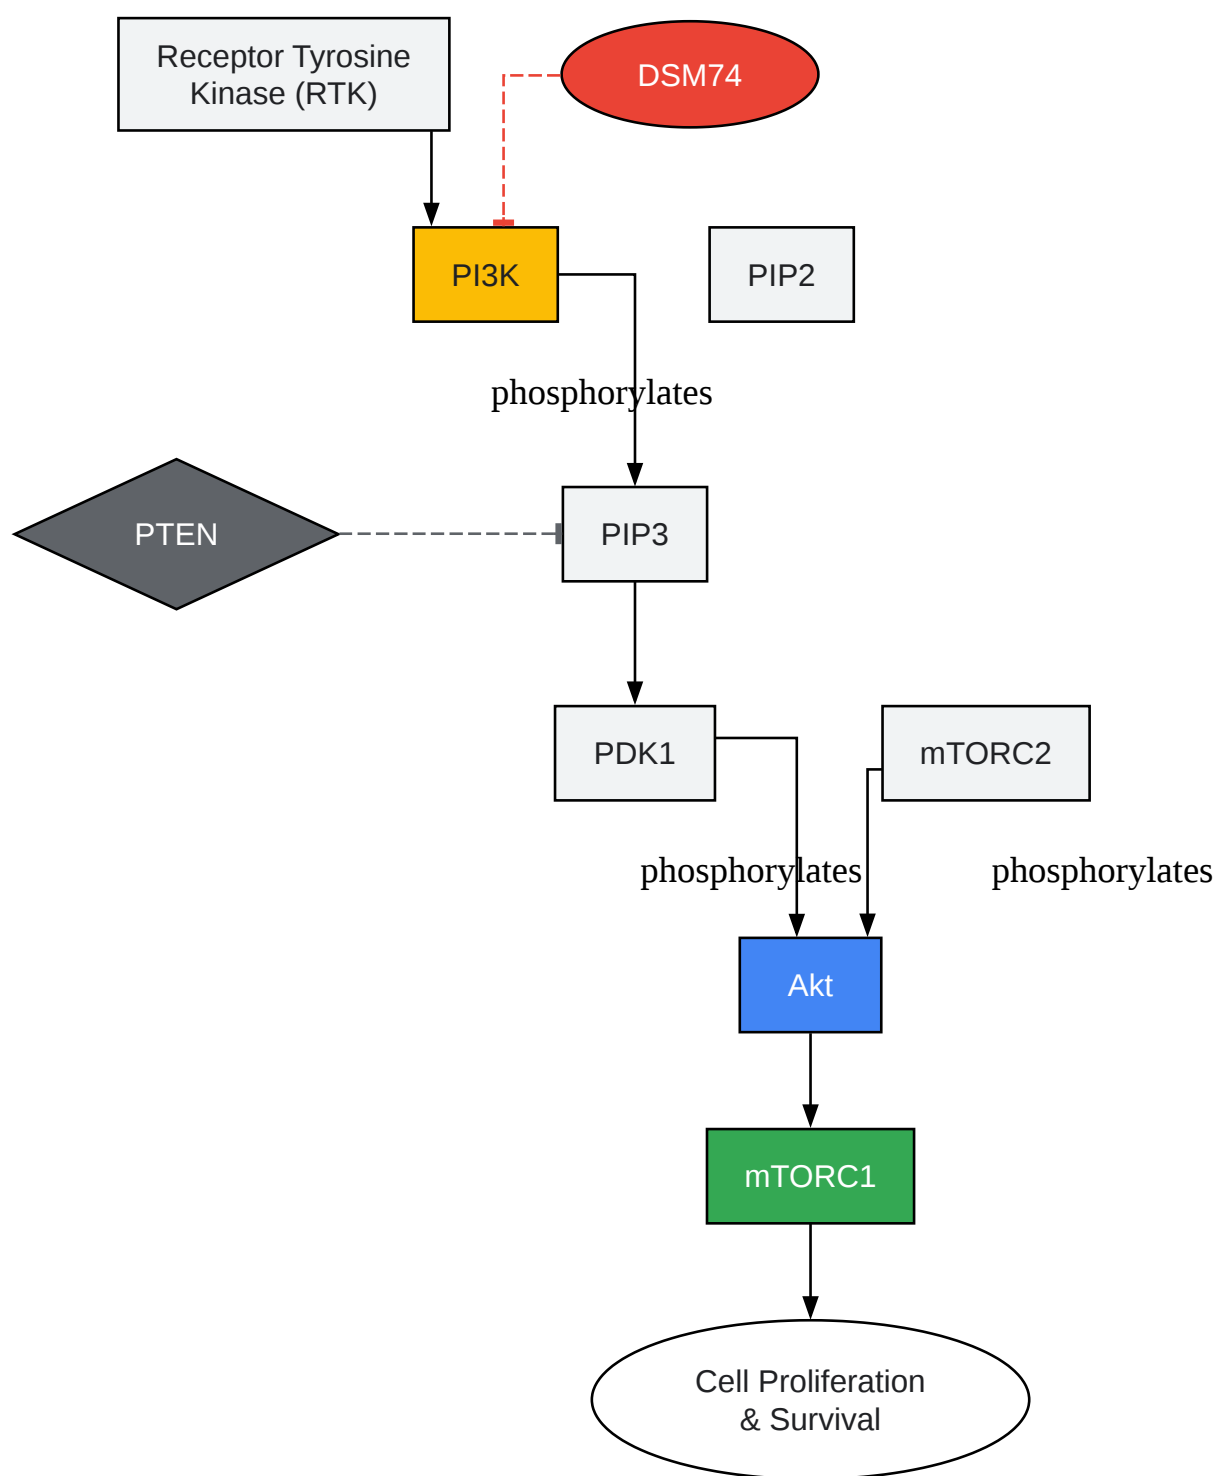 Receptor Tyrosine
Kinase (RTK)
DSM74
PI3K
PIP2
phosphorylates
PTEN
PIP3
PDK1
mTORC2
phosphorylates
phosphorylates
Akt
mTORC1
Cell Proliferation
& Survival